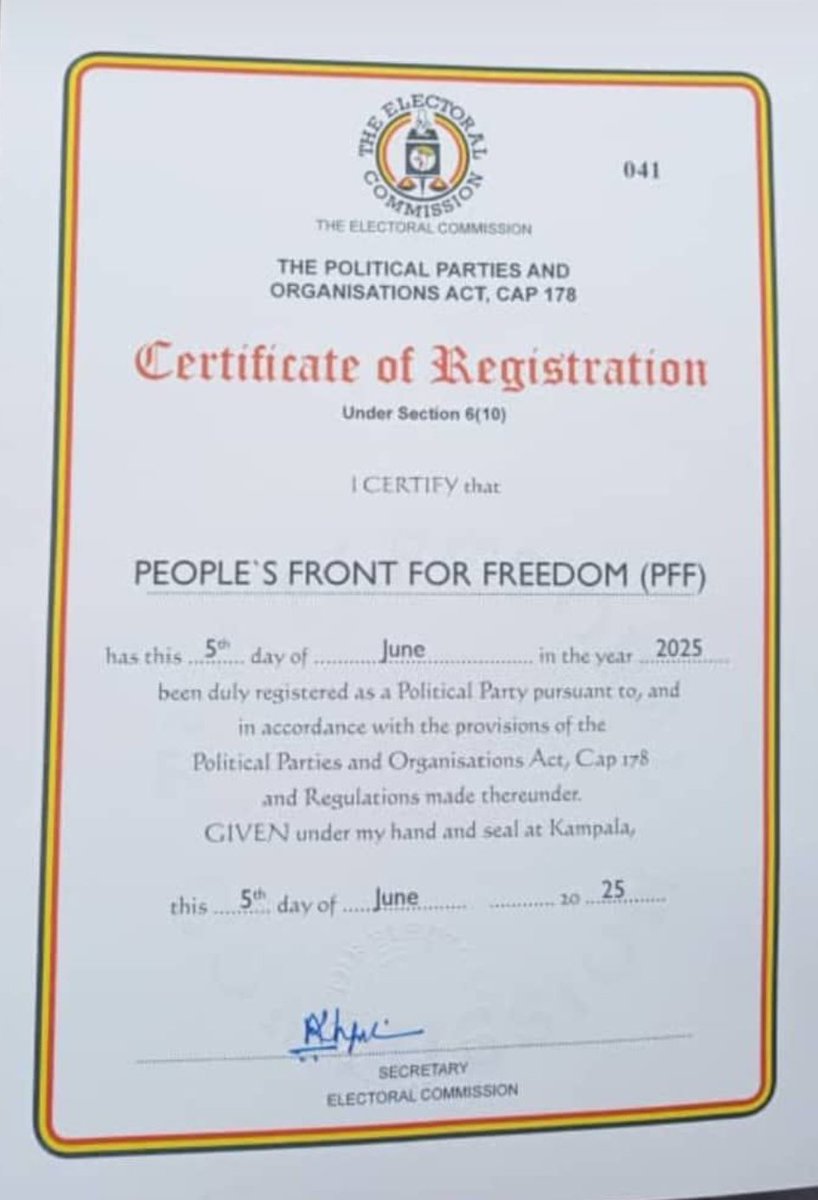 THE ELECTORAL COMMISSION
041
THE ELECTORAL COMMISSION
THE POLITICAL PARTIES AND
ORGANISATIONS ACT, CAP 178
Certificate of Registration
Under Section 6(10)
I CERTIFY that
PEOPLE`S FRONT FOR FREEDOM (PFF)
has this ...5th... day of ............June.................... in the year ...2025......
been duly registered as a Political Party pursuant to, and
in accordance with the provisions of the
Political Parties and Organisations Act, Cap 178
and Regulations made thereunder.
GIVEN under my hand and seal at Kampala,
this .....5th.. day of .....June........ ........... 20 ...25.........
SECRETARY
ELECTORAL COMMISSION